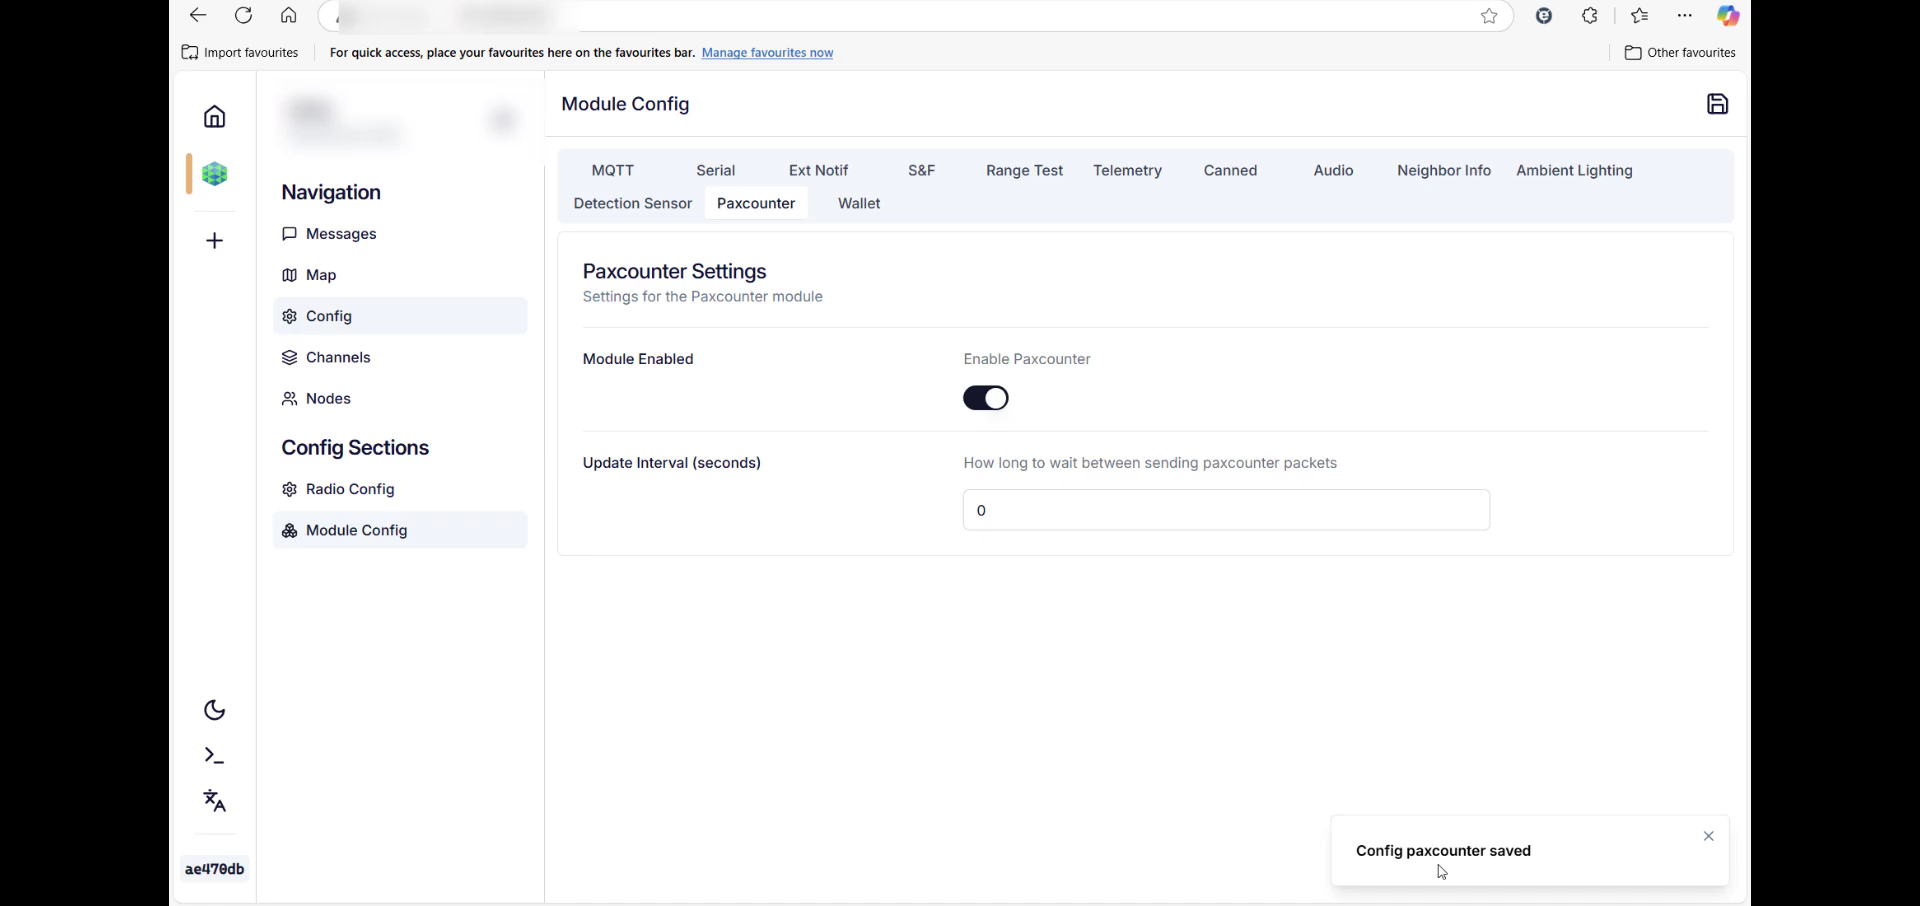 Import favourites
For quick access, place your favourites here on the favourites bar. Manage favourites now
Other favourites
Module Config
MQTT Serial Ext Notif S&F Range Test Telemetry Canned Audio Neighbor Info Ambient Lighting
Detection Sensor Paxcounter Wallet
Navigation
Messages
Map
Config
Channels
Nodes
Config Sections
Radio Config
Module Config
ae470db
Paxcounter Settings
Settings for the Paxcounter module
Module Enabled
Enable Paxcounter
Update Interval (seconds)
How long to wait between sending paxcounter packets
0
Config paxcounter saved